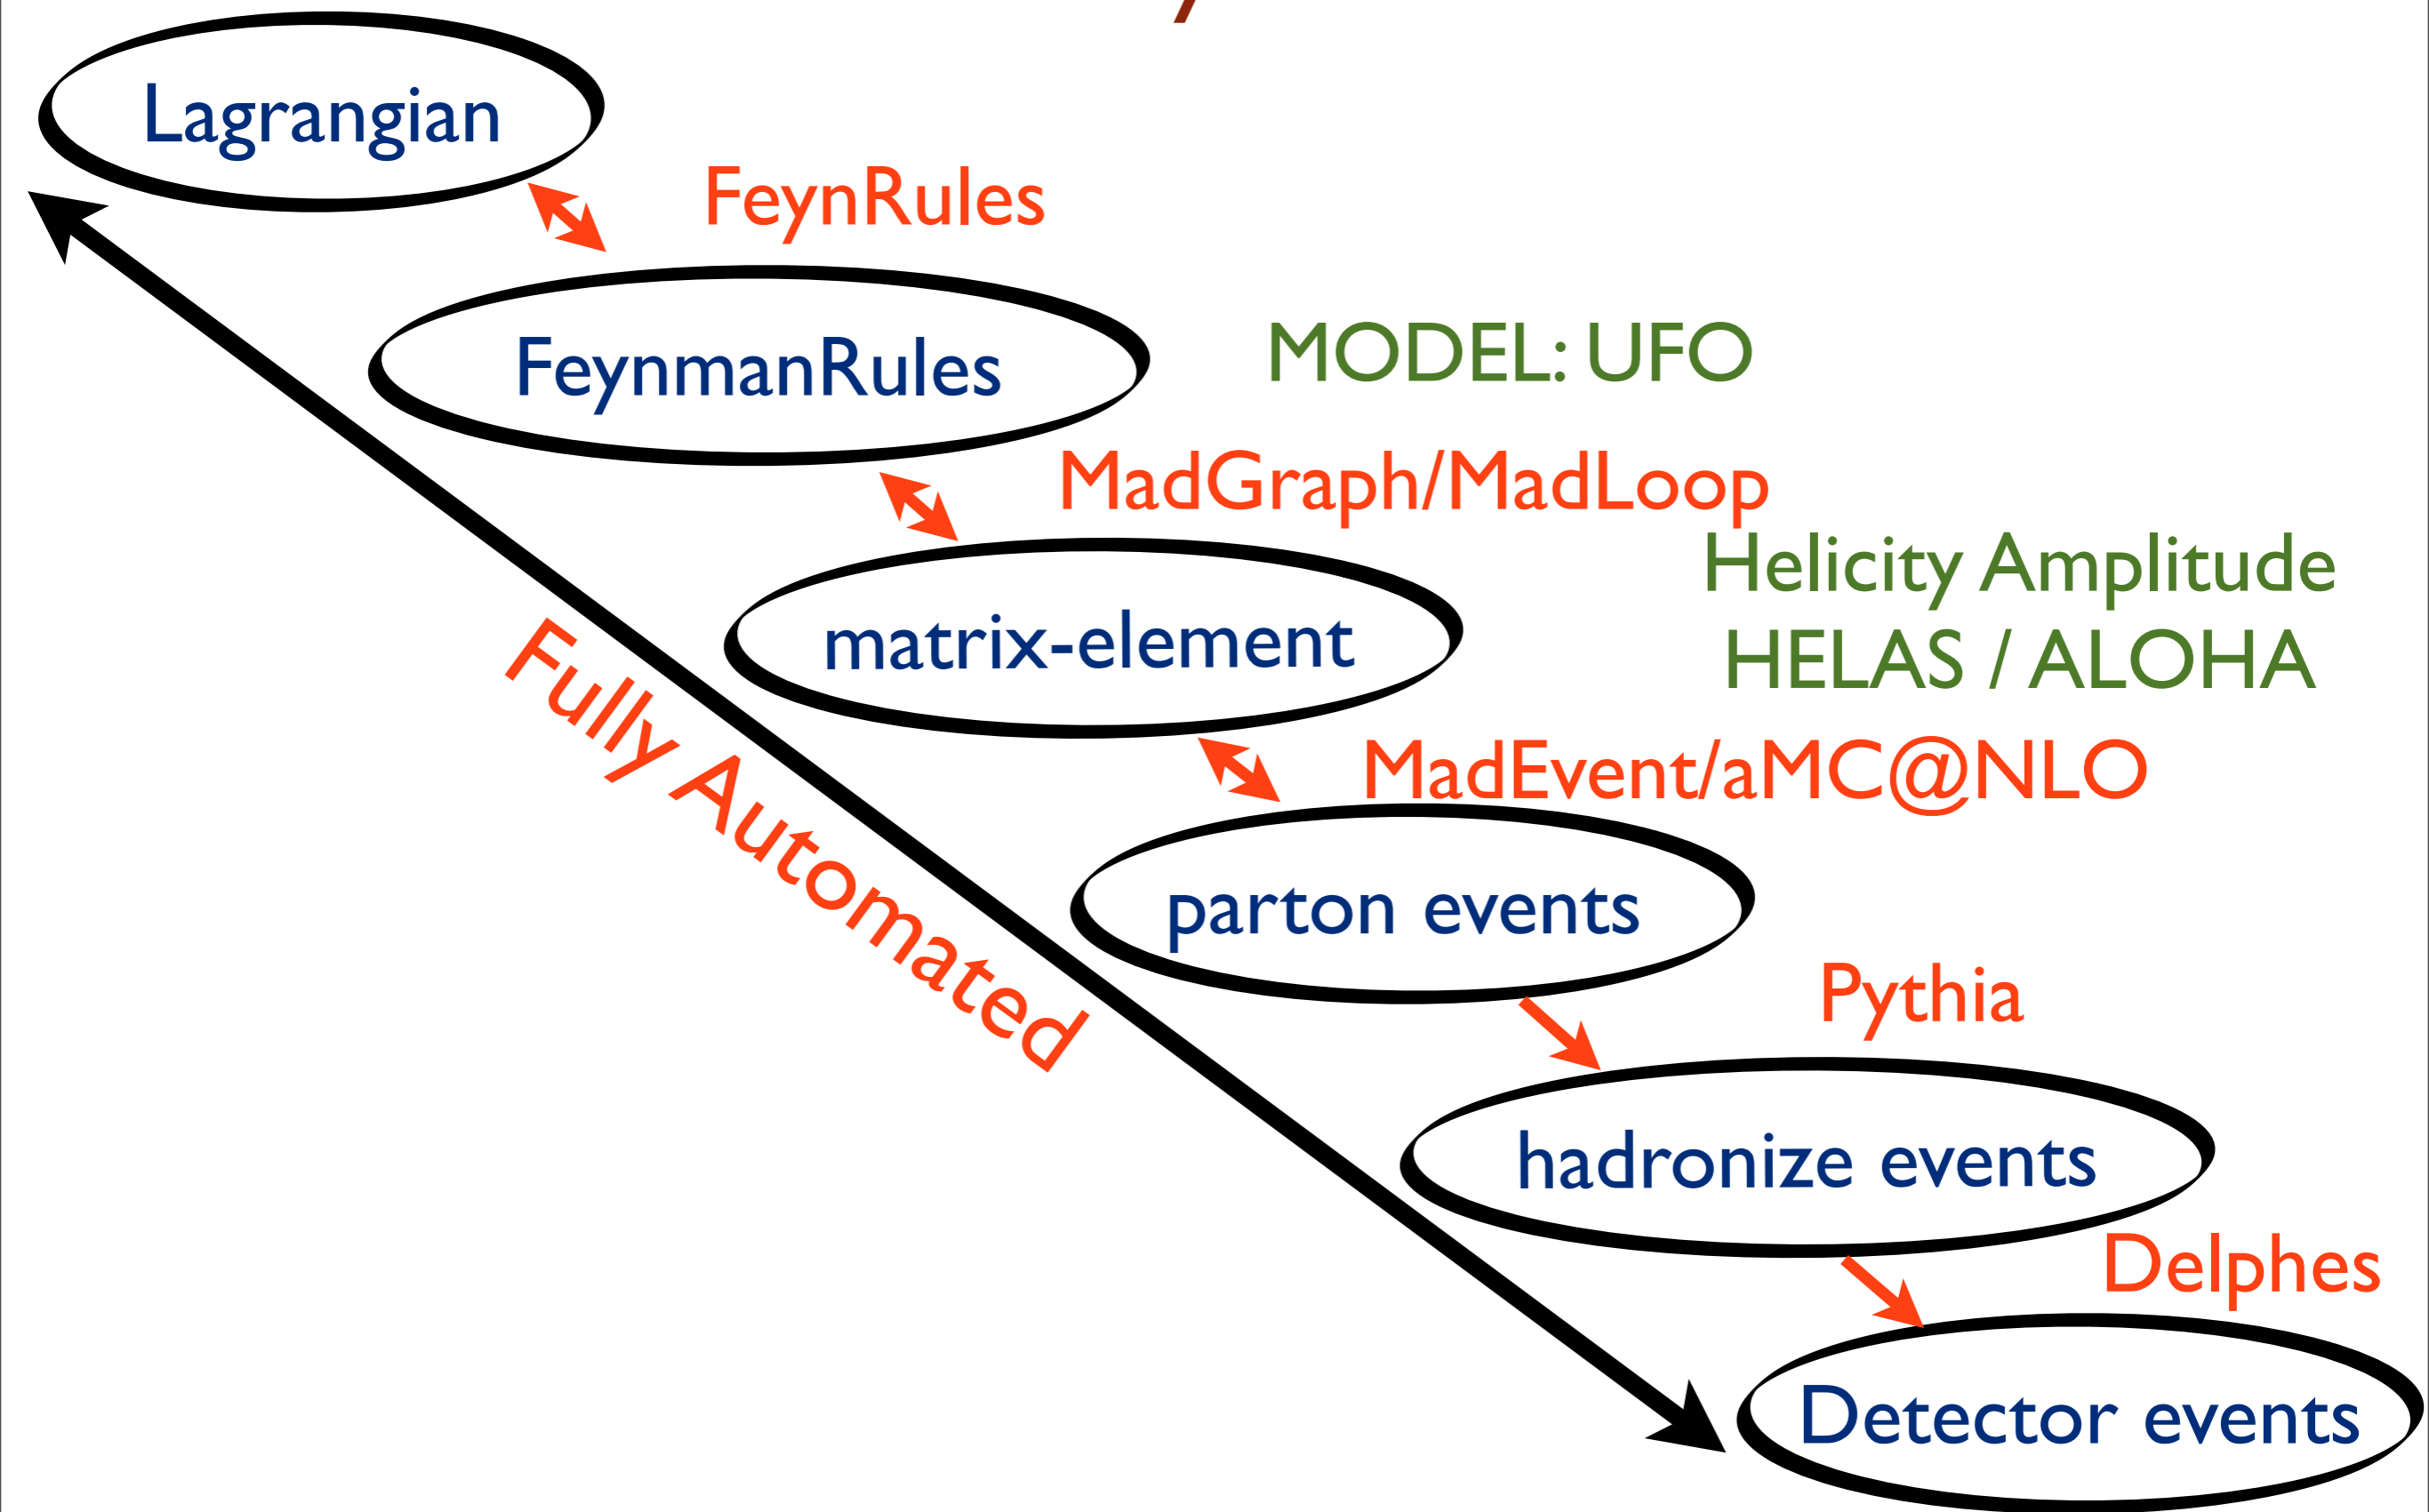 Lagrangian
FeynRules
FeynmanRules
MODEL: UFO
MadGraph/MadLoop
Helicity Amplitude
matrix-element
HELAS / ALOHA
Fully Automated
MadEvent/aMC@NLO
parton events
Pythia
hadronize events
Delphes
Detector events